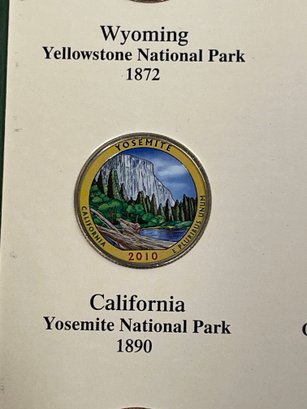 Wyoming
Yellowstone National Park
1872
YOSEMITE
CALIFORNIA
2010
E PLURIBUS UNUM
California
Yosemite National Park
1890